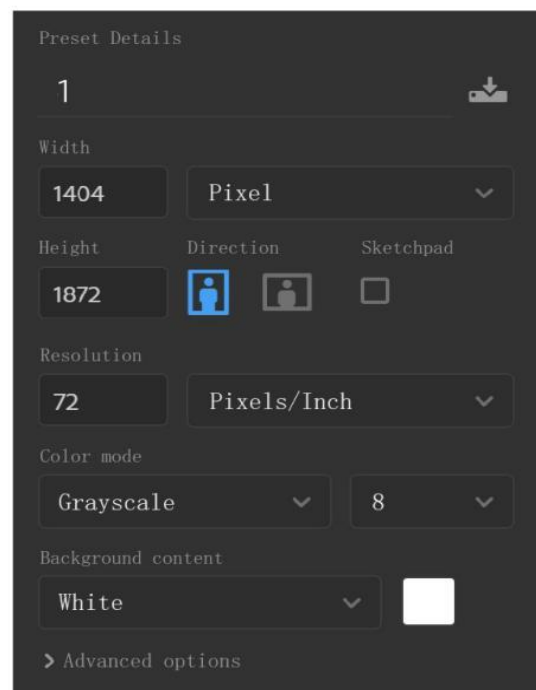 Preset Details
1
Width
1404 Pixel
Height Direction Sketchpad
1872
Resolution
72 Pixels/Inch
Color mode
Grayscale 8
Background content
White
Advanced options